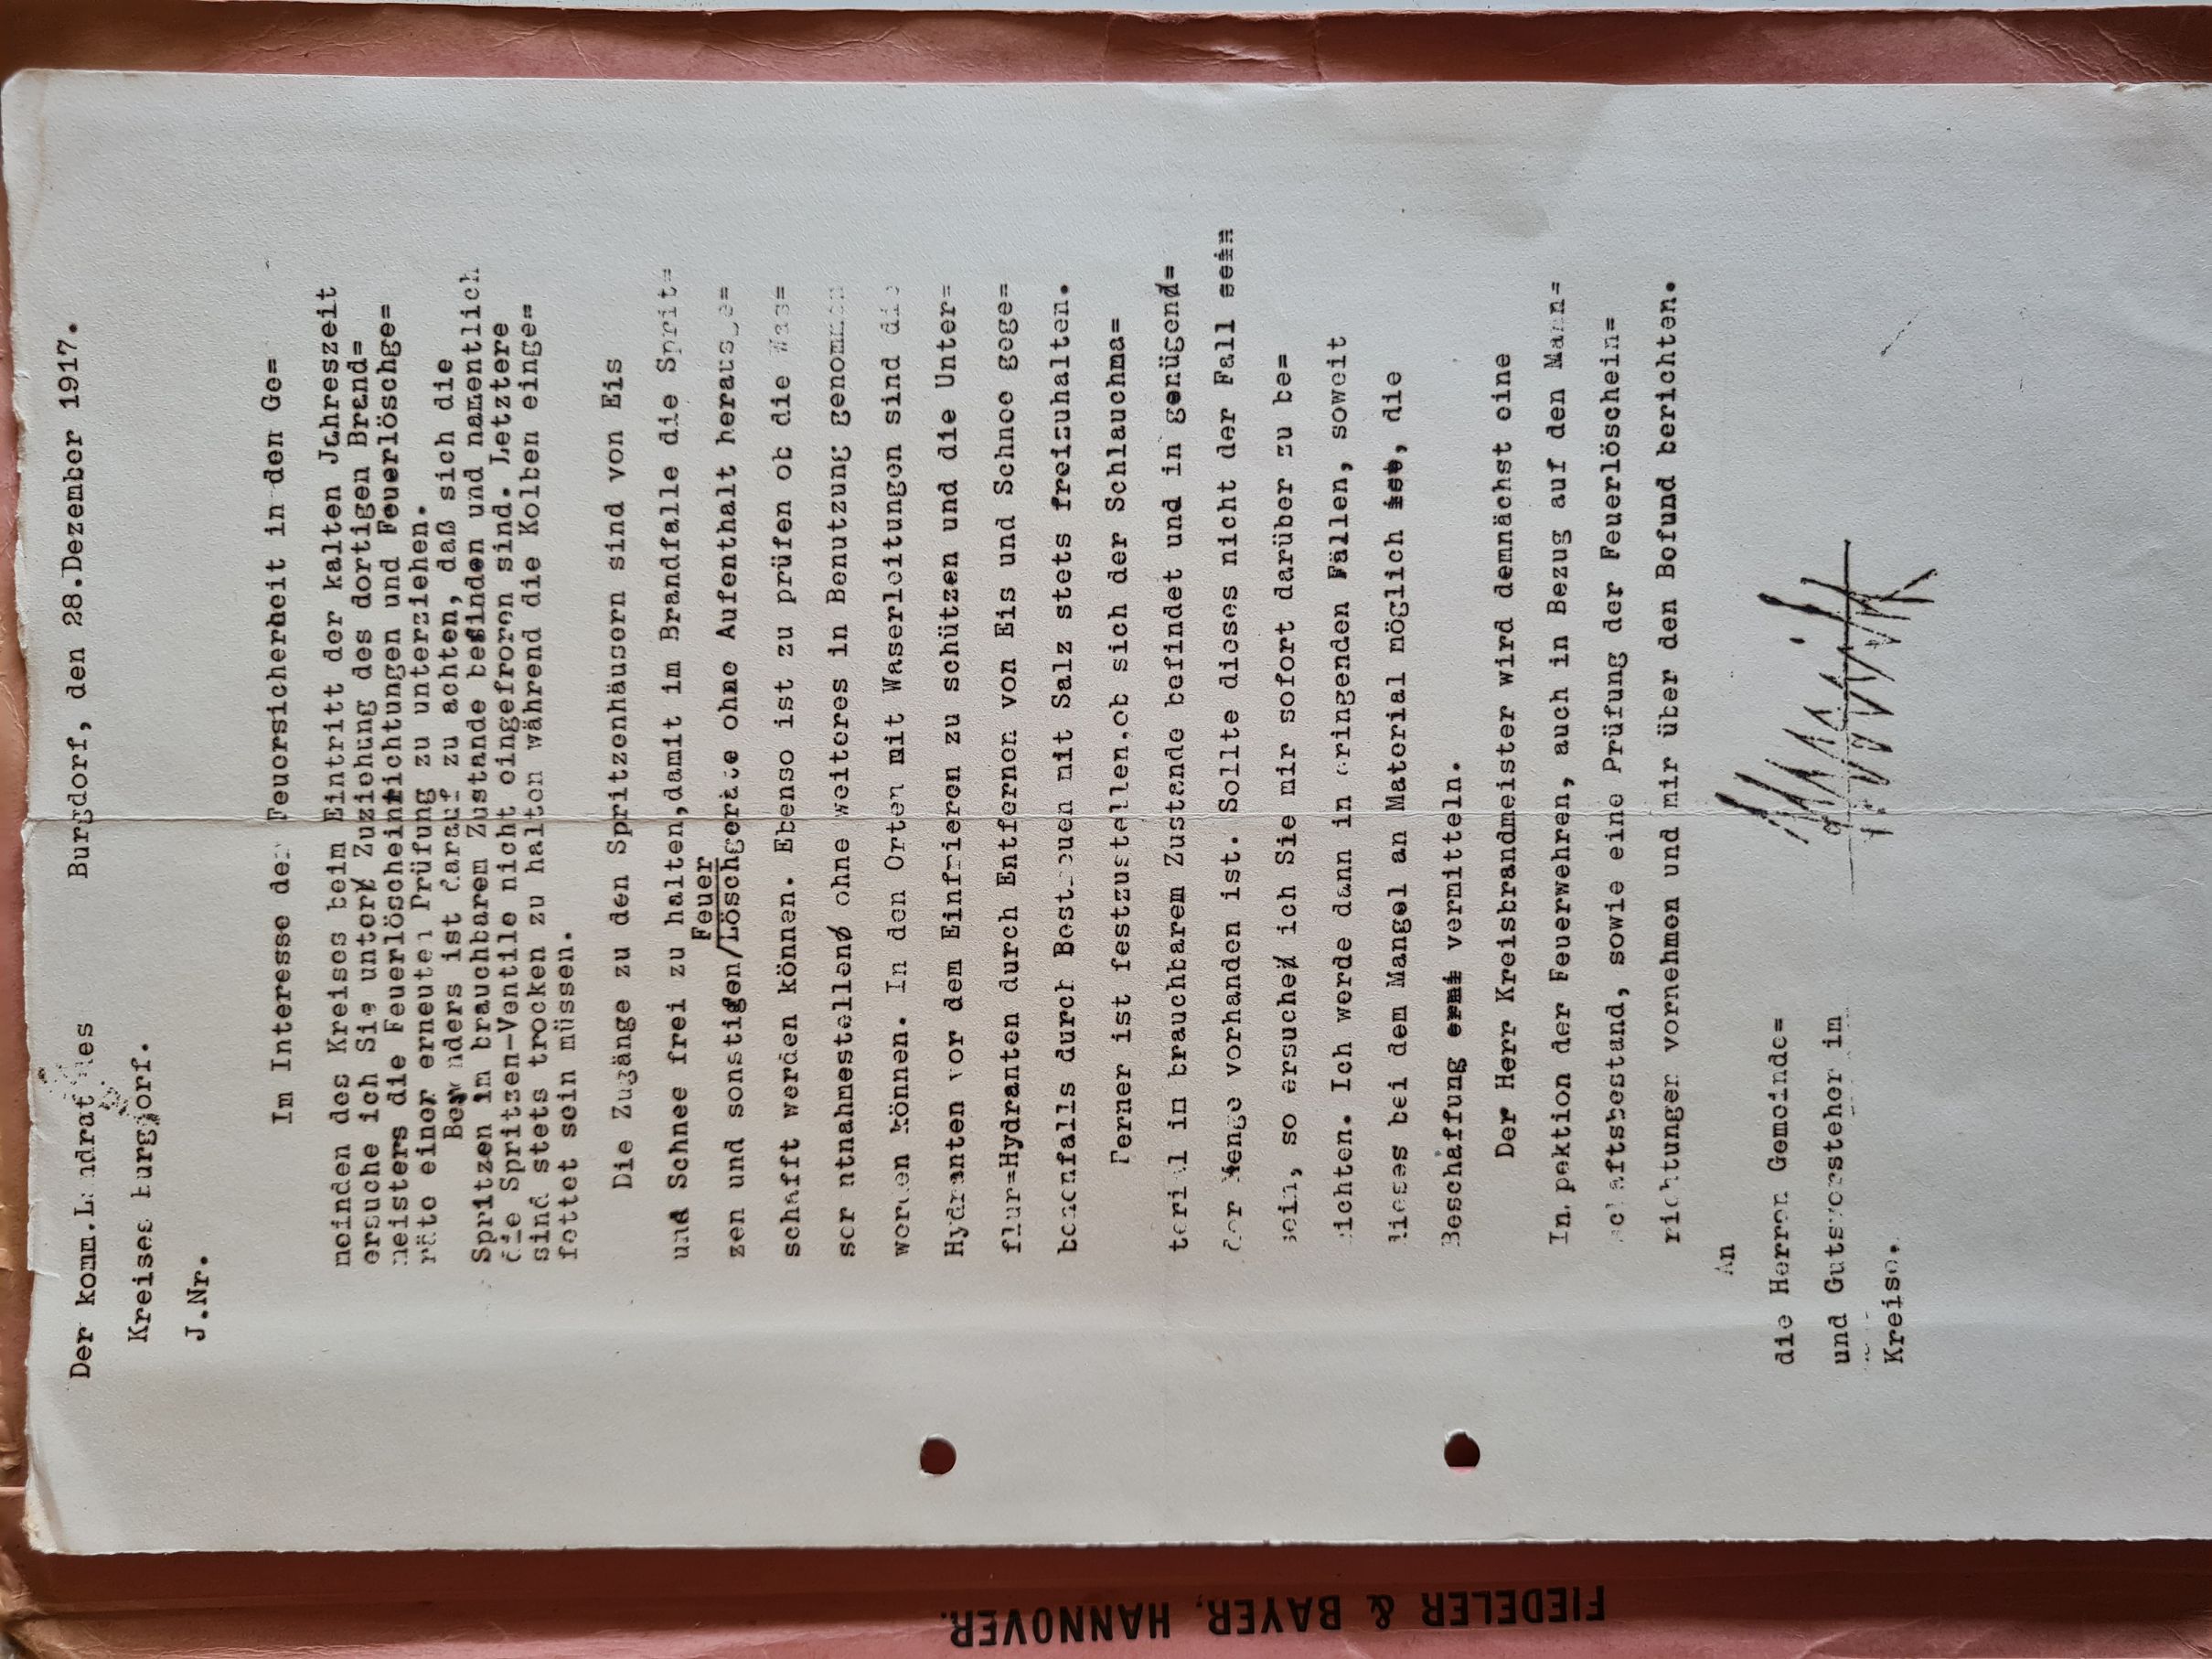 Der komm. Landrat des Burgdorf, den 28.Dezember 1917.
Kreises Burgdorf.
J.Nr.
Im Interesse der Feuersicherheit in den Ge=
meinden des Kreises beim Eintritt der kalten Jahreszeit
ersuche ich Sie unter Zuziehung des dortigen Brand=
meisters die Feuerlöscheinrichtungen und Feuerlöschge=
räte einer erneuten Prüfung zu unterziehen.
Besonders ist darauf zu achten, daß sich die
Spritzen im brauchbarem Zustande befinden und namentlich
die Spritzen-Ventile nicht eingefroren sind. Letztere
sind stets trocken zu halten während die Kolben einge=
fettet sein müssen.
Die Zugänge zu den Spritzenhäusern sind von Eis
und Schnee frei zu halten,damit im Brandfalle die Sprit=
Feuer
zen und sonstigen/Löschgeräte ohne Aufenthalt herausge=
schafft werden können. Ebenso ist zu prüfen ob die Was=
ser ntnahmestellen ohne weiteres in Benutzung genommen
werden können. In den Orten mit Waserleitungen sind die
Hydranten vor dem Einfrieren zu schützen und die Unter=
flur=Hydranten durch Entfernen von Eis und Schnee gege=
benenfalls durch Bestreuen mit Salz stets freizuhalten.
Ferner ist festzustellen,ob sich der Schlauchma=
terial in brauchbarem Zustande befindet und in genügen=
der Menge vorhanden ist. Sollte dieses nicht der Fall sein
sein, so ersuche ich Sie mir sofort darüber zu be=
richten. Ich werde dann in dringenden Fällen, soweit
dieses bei dem Mangel an Material möglich ist, die
Beschaffung ermi vermitteln.
Der Herr Kreisbrandmeister wird demnächst eine
Inspektion der Feuerwehren, auch in Bezug auf den Mann=
schaftsbestand, sowie eine Prüfung der Feuerlöschein=
richtungen vornehmen und mir über den Befund berichten.
An
die Herren Gemeinde=
und Gutsvorsteher im
Kreise.
FIEDELER & BAYER, HANNOVER.